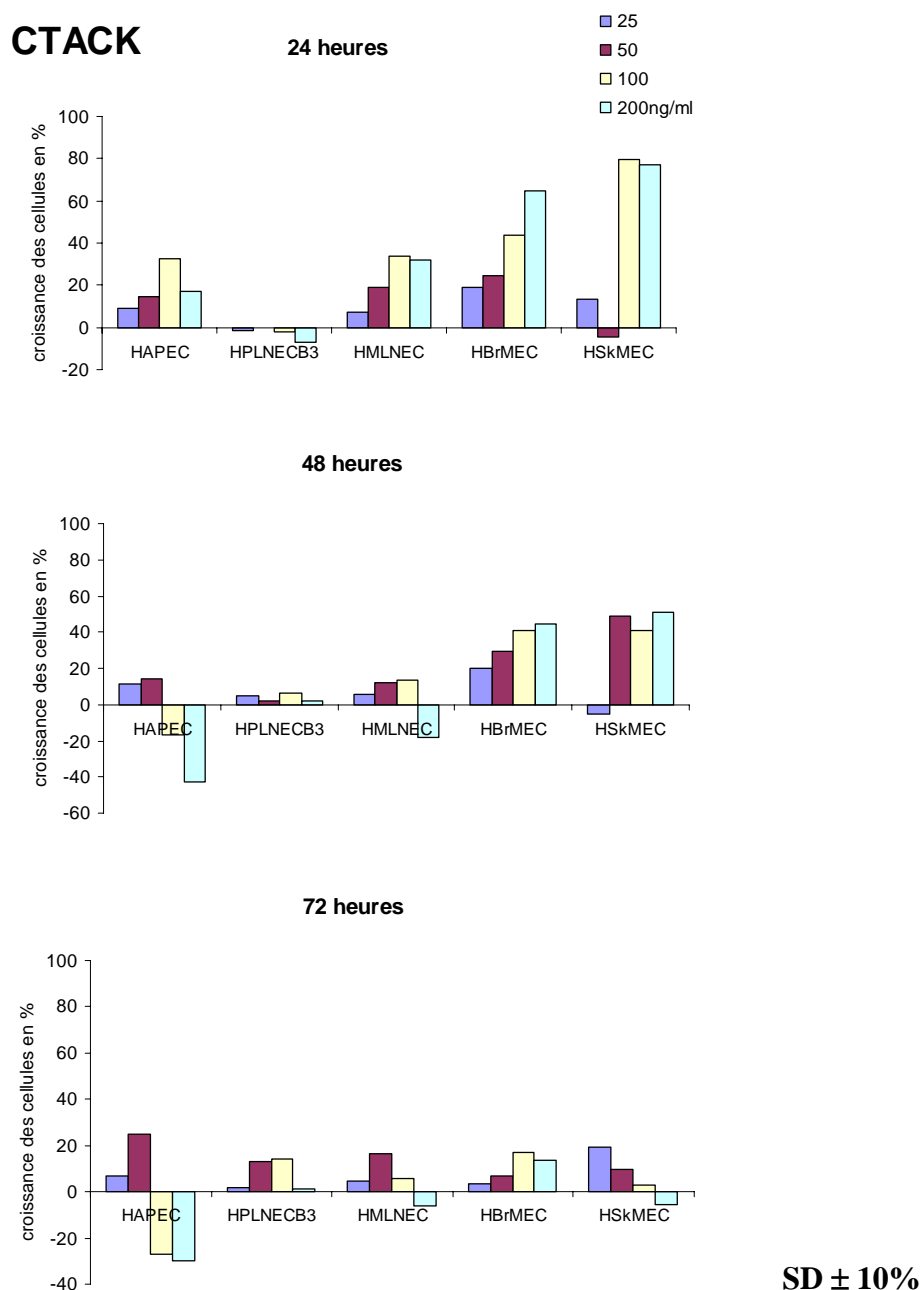 CTACK
24 heures
25
50
100
200ng/ml
croissance des cellules en %
100
80
60
40
20
0
-20
HAPEC HPLNECB3 HMLNEC HBrMEC HSkMEC
48 heures
croissance des cellules en %
100
80
60
40
20
0
-20
-40
-60
HAPEC HPLNECB3 HMLNEC HBrMEC HSkMEC
72 heures
croissance des cellules en %
100
80
60
40
20
0
-20
-40
HAPEC HPLNECB3 HMLNEC HBrMEC HSkMEC
SD ± 10%